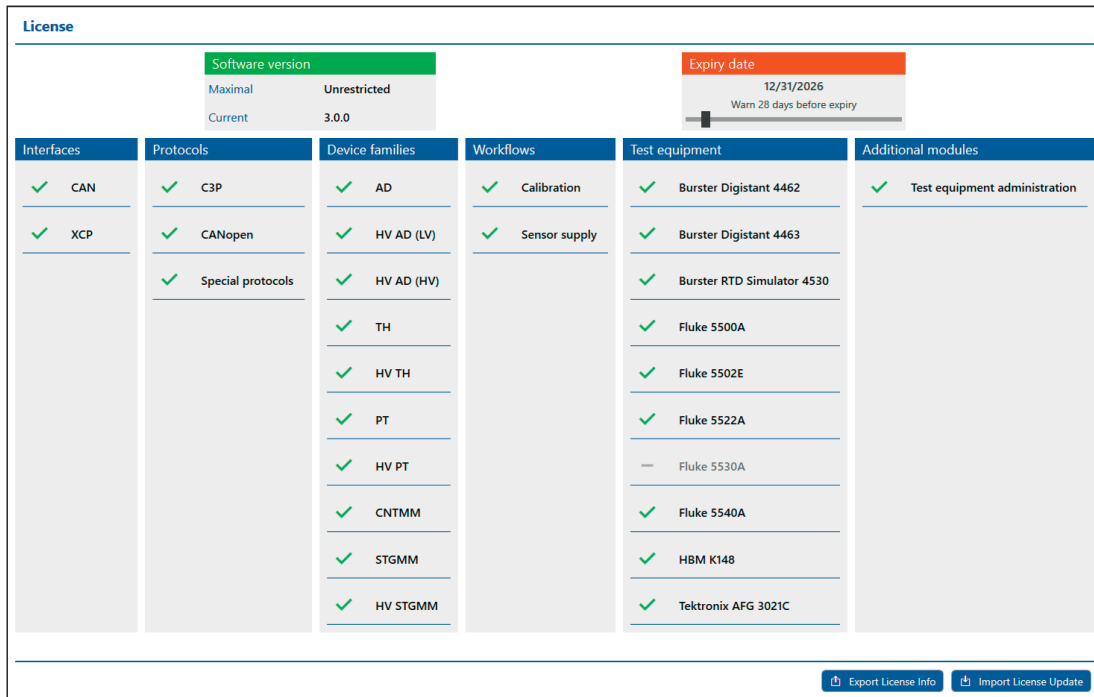 License
Software version
Maximal Unrestricted
Current 3.0.0
Expiry date
12/31/2026
Warn 28 days before expiry
Interfaces
CAN
XCP
Protocols
C3P
CANopen
Special protocols
Device families
AD
HV AD (LV)
HV AD (HV)
TH
HV TH
PT
HV PT
CNTMM
STGMM
HV STGMM
Workflows
Calibration
Sensor supply
Test equipment
Burster Digistant 4462
Burster Digistant 4463
Burster RTD Simulator 4530
Fluke 5500A
Fluke 5502E
Fluke 5522A
Fluke 5530A
Fluke 5540A
HBM K148
Tektronix AFG 3021C
Additional modules
Test equipment administration
Export License Info
Import License Update